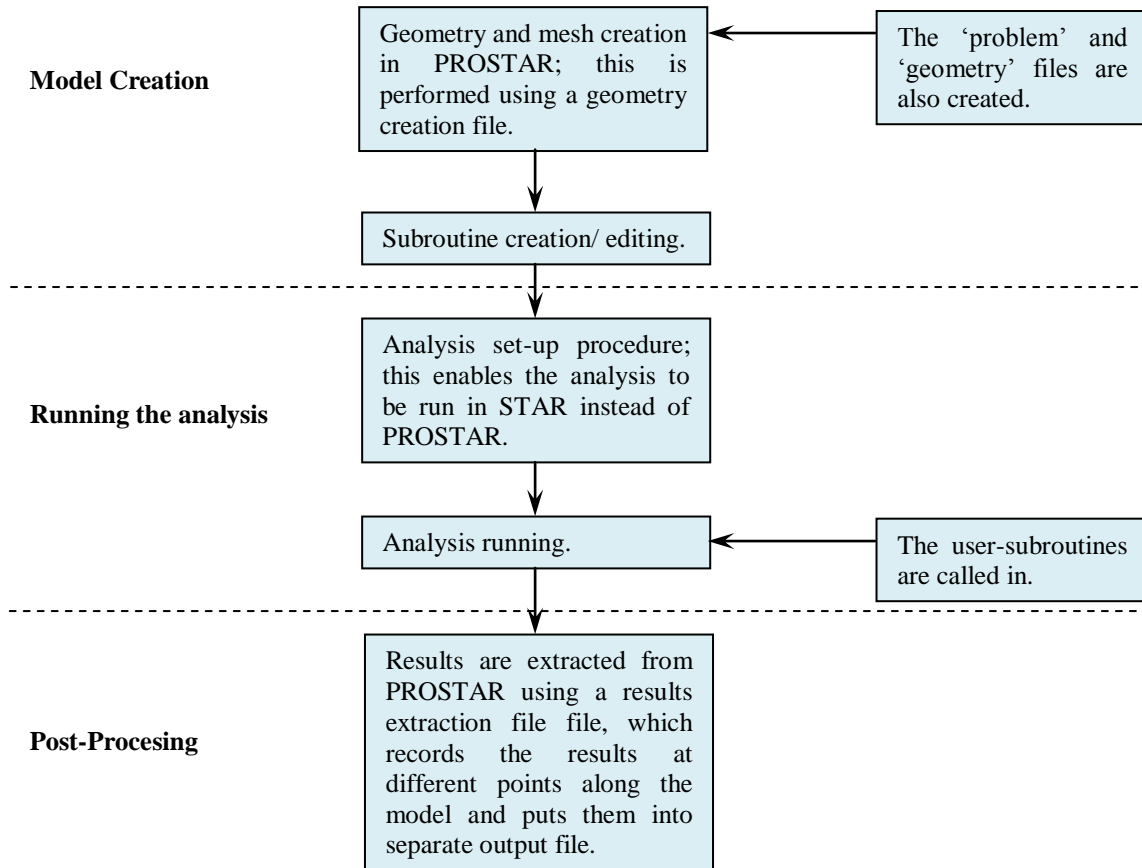 Geometry and mesh creation
in PROSTAR; this is
performed using a geometry
creation file.
The ‘problem’ and
‘geometry’ files are
also created.
Model Creation
Subroutine creation/ editing.
Analysis set-up procedure;
this enables the analysis to
be run in STAR instead of
PROSTAR.
Running the analysis
Analysis running.
The user-subroutines
are called in.
Results are extracted from
PROSTAR using a results
extraction file file, which
records the results at
different points along the
model and puts them into
separate output file.
Post-Procesing